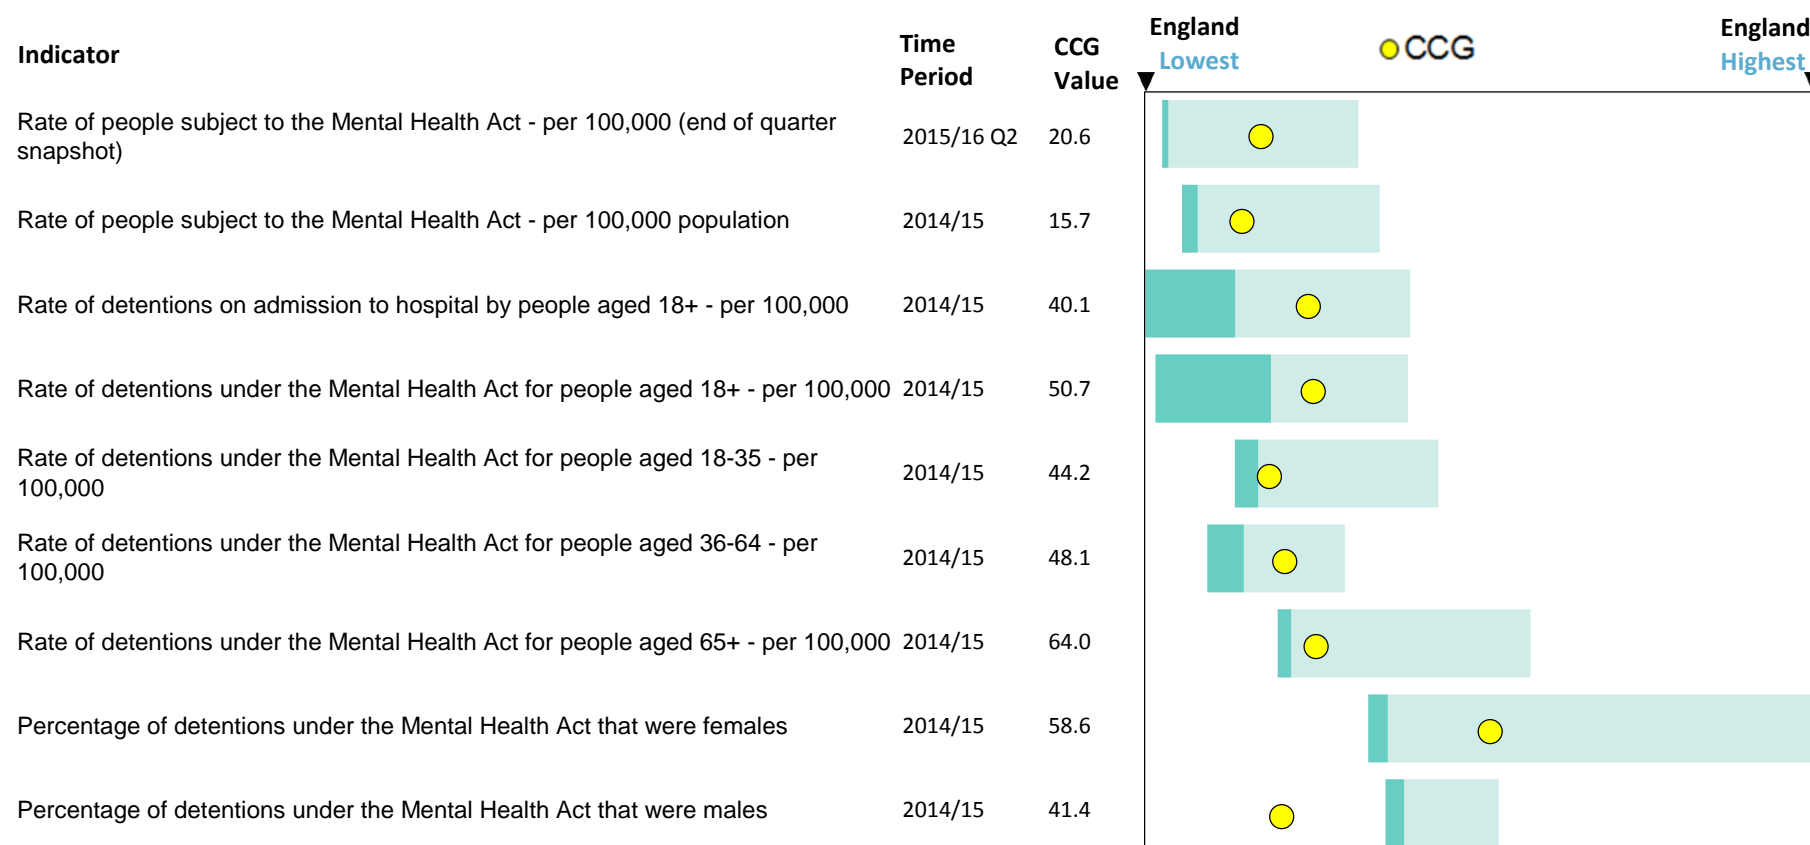 Indicator
Time Period
CCG Value
England Lowest
CCG
England Highest
Rate of people subject to the Mental Health Act - per 100,000 (end of quarter
snapshot)
2015/16 Q2 20.6
Rate of people subject to the Mental Health Act - per 100,000 population 2014/15 15.7
Rate of detentions on admission to hospital by people aged 18+ - per 100,000 2014/15 40.1
Rate of detentions under the Mental Health Act for people aged 18+ - per 100,000 2014/15 50.7
Rate of detentions under the Mental Health Act for people aged 18-35 - per
100,000
2014/15 44.2
Rate of detentions under the Mental Health Act for people aged 36-64 - per
100,000
2014/15 48.1
Rate of detentions under the Mental Health Act for people aged 65+ - per 100,000 2014/15 64.0
Percentage of detentions under the Mental Health Act that were females 2014/15 58.6
Percentage of detentions under the Mental Health Act that were males 2014/15 41.4